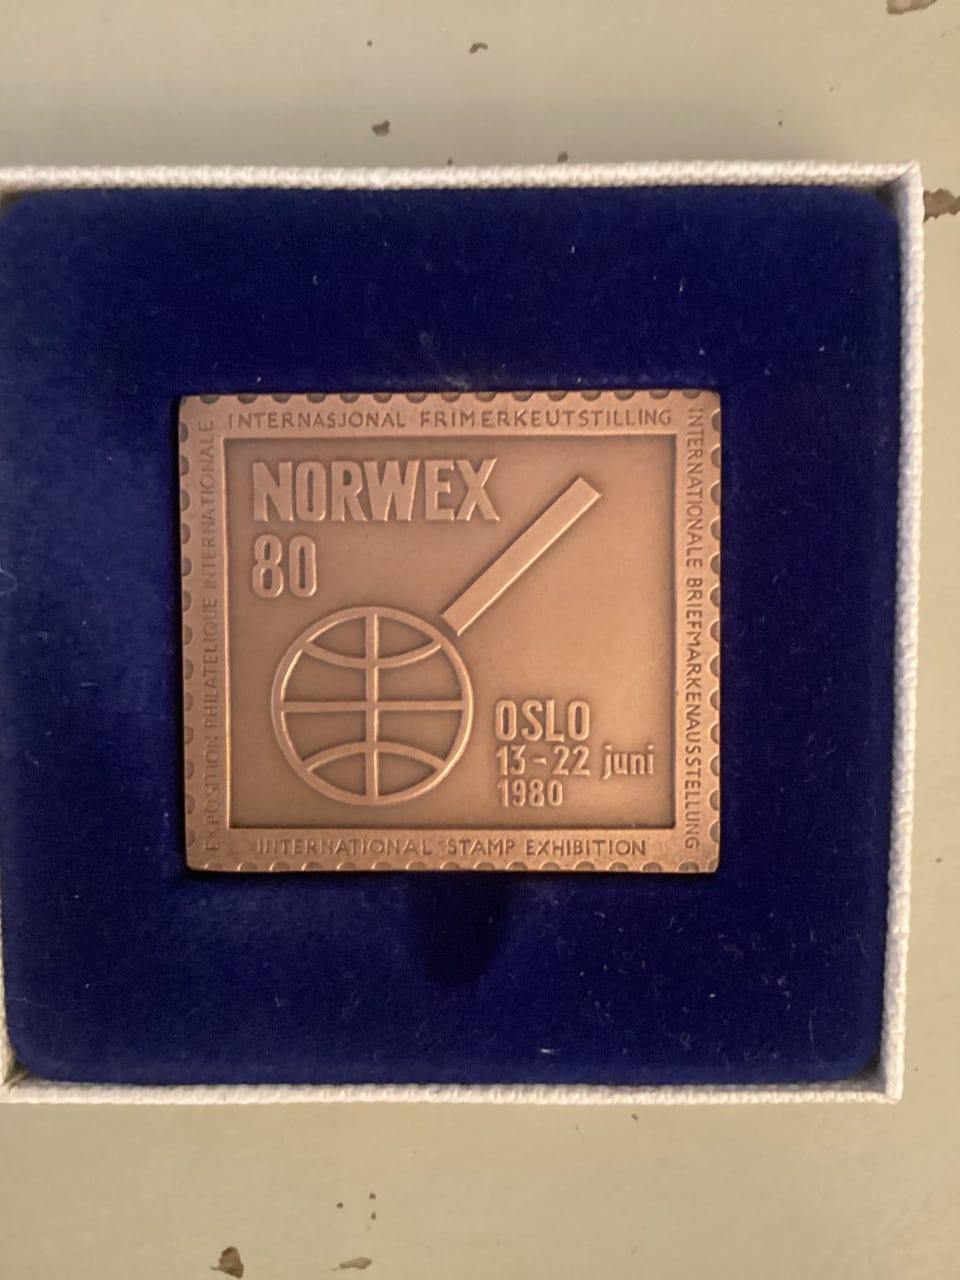 INTERNASJONAL FRIMERKEUTSTILLING
INTERNATIONALE BRIEFMARKENAUSSTELLUNG
INTERNATIONAL STAMP EXHIBITION
EXPOSITION PHILATELIQUE INTERNATIONALE
NORWEX
80
OSLO
13-22 juni
1980